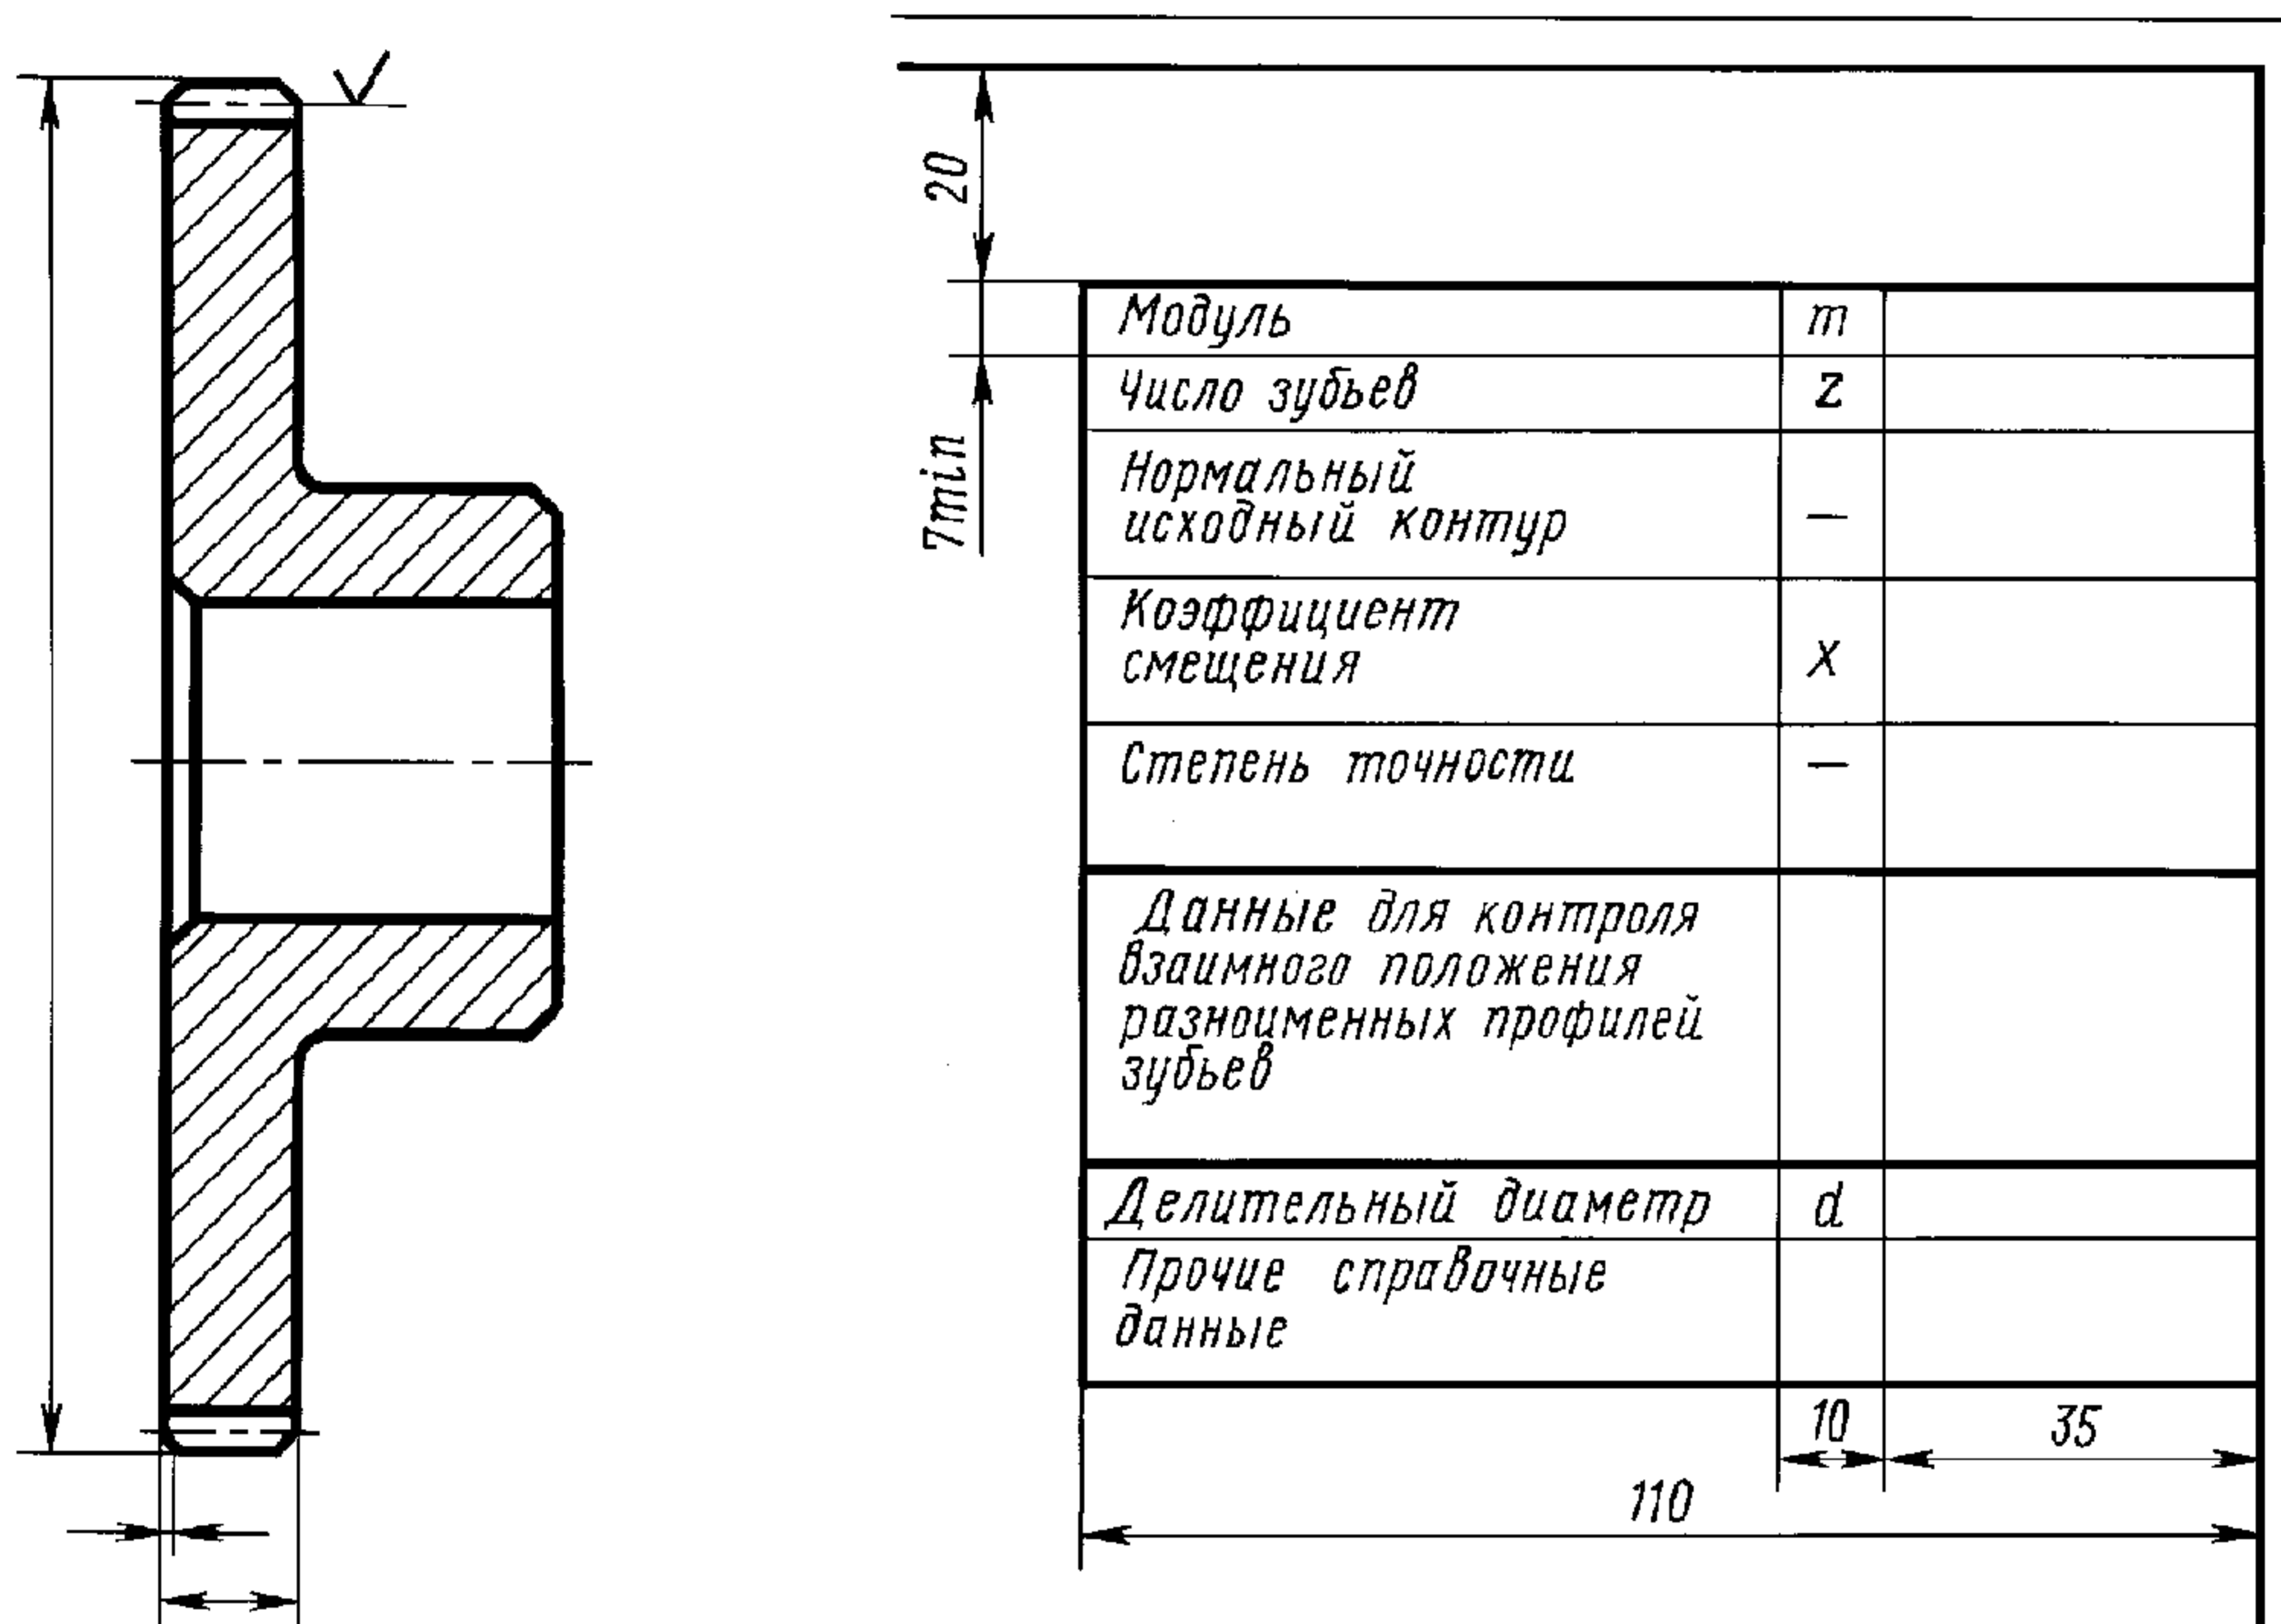 20
7min
Модуль m
Число зубьев z
Нормальный
исходный контур —
Коэффициент
смещения x
Степень точности —
Данные для контроля
взаимного положения
разноименных профилей
зубьев
Делительный диаметр d
Прочие справочные
данные
10 35
110